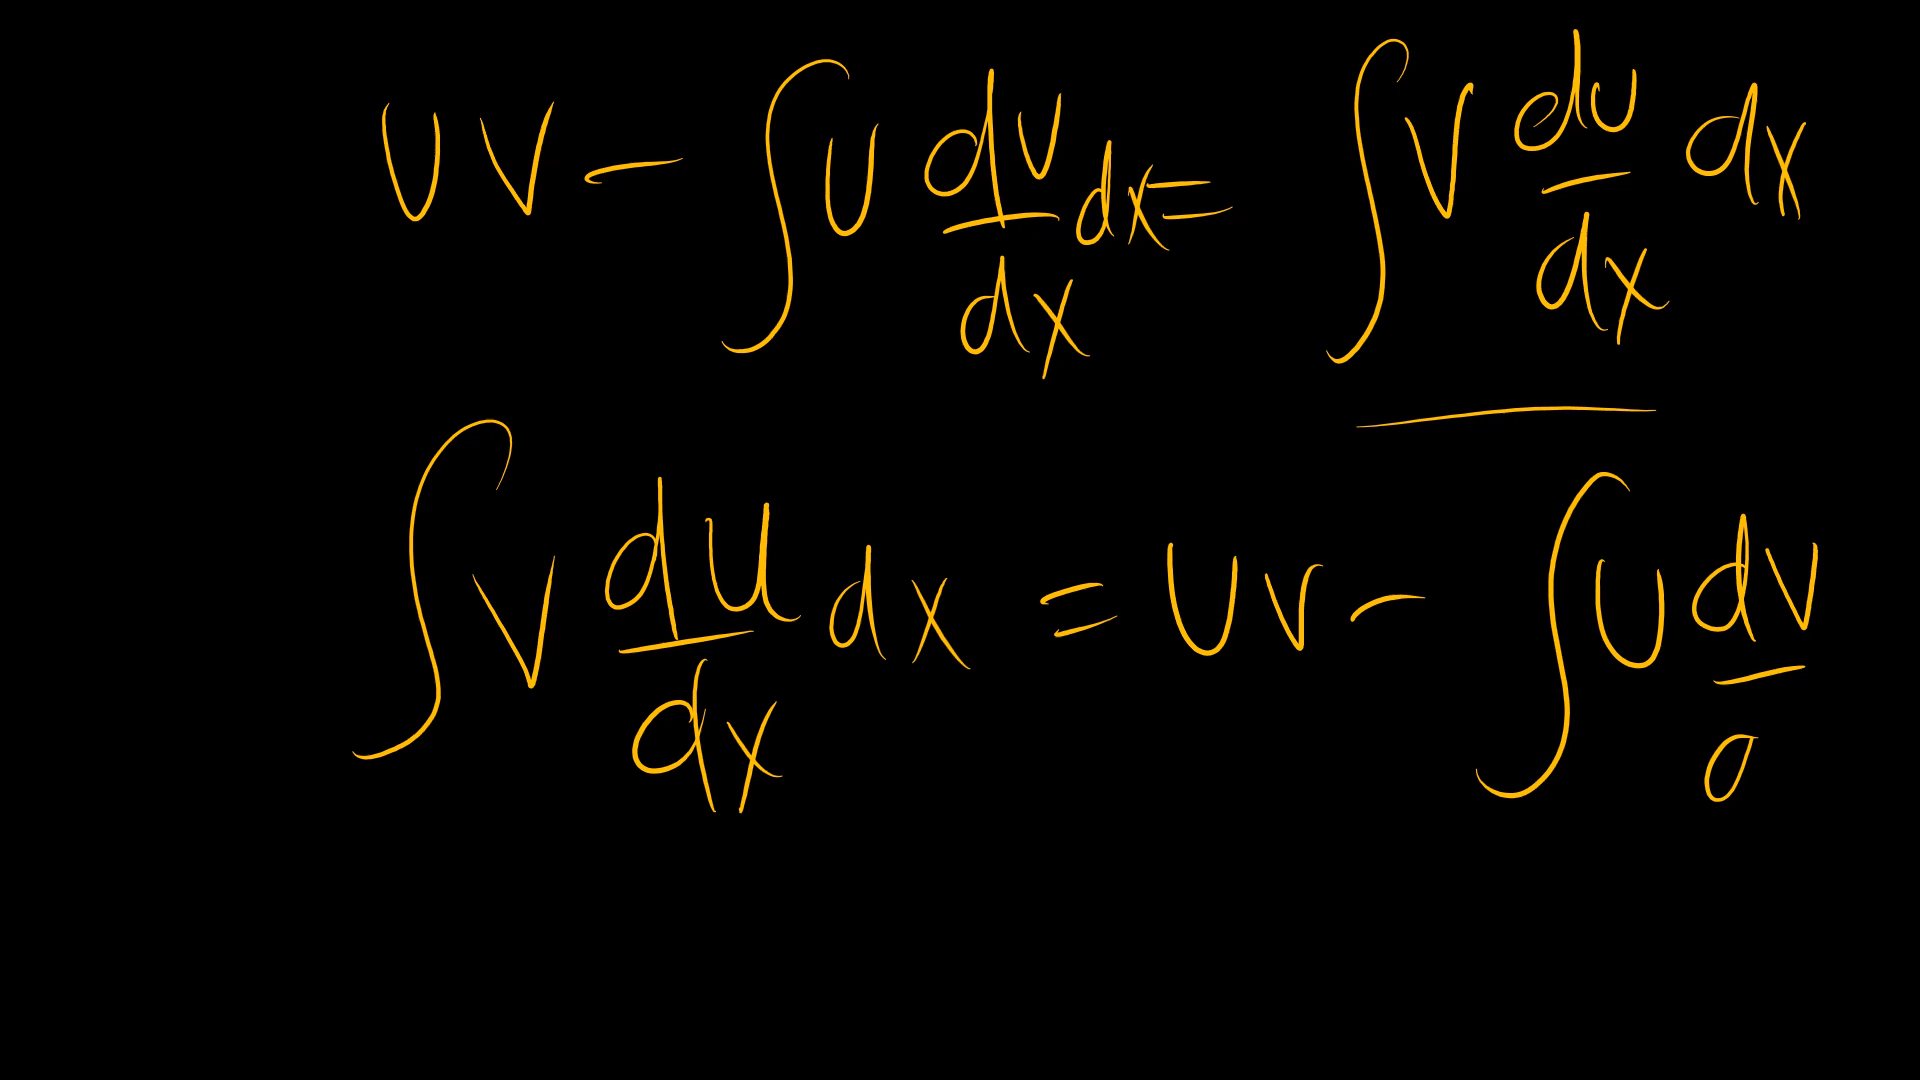 UV - ∫ U dv/dx dx = ∫ V du/dx dx
∫ V du/dx dx = UV - ∫ U dv/